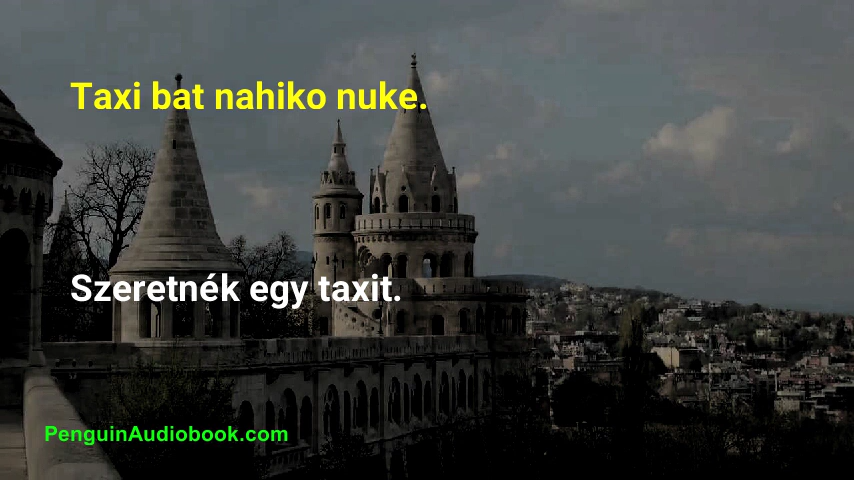 Taxi bat nahiko nuke.
Szeretnék egy taxit.
PenguinAudiobook.com